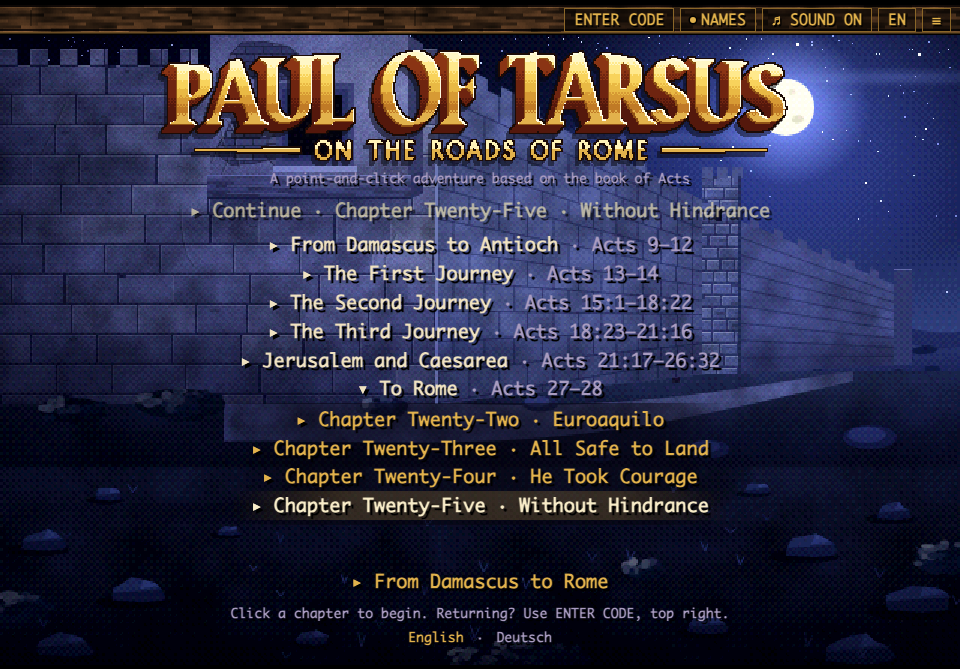 ENTER CODE ● NAMES ♬ SOUND ON EN ≡
PAUL OF TARSUS
ON THE ROADS OF ROME
A point-and-click adventure based on the book of Acts
▸ Continue · Chapter Twenty-Five · Without Hindrance
▸ From Damascus to Antioch · Acts 9–12
▸ The First Journey · Acts 13–14
▸ The Second Journey · Acts 15:1–18:22
▸ The Third Journey · Acts 18:23–21:16
▸ Jerusalem and Caesarea · Acts 21:17–26:32
▾ To Rome · Acts 27–28
▸ Chapter Twenty-Two · Euroaquilo
▸ Chapter Twenty-Three · All Safe to Land
▸ Chapter Twenty-Four · He Took Courage
▸ Chapter Twenty-Five · Without Hindrance
▸ From Damascus to Rome
Click a chapter to begin. Returning? Use ENTER CODE, top right.
English · Deutsch